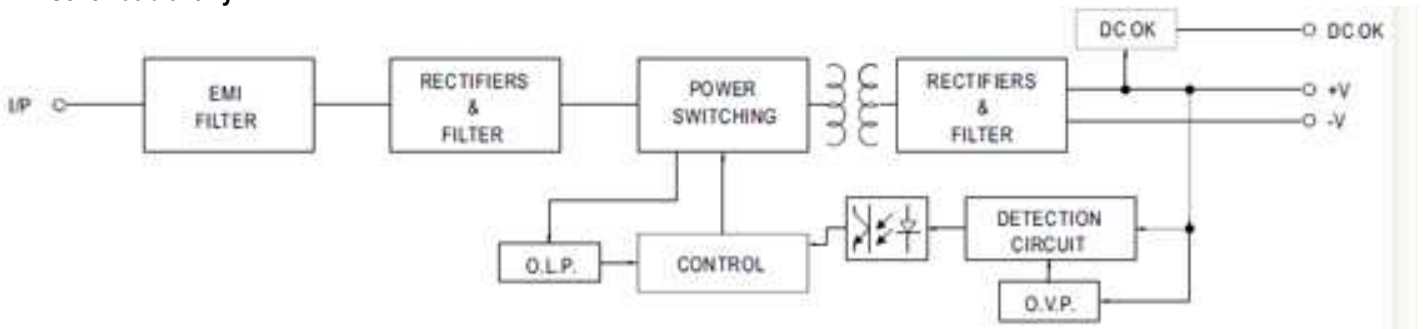 DC OK
DC OK
I/P
EMI
FILTER
RECTIFIERS
&
FILTER
POWER
SWITCHING
RECTIFIERS
&
FILTER
+V
-V
O.L.P.
CONTROL
DETECTION
CIRCUIT
O.V.P.